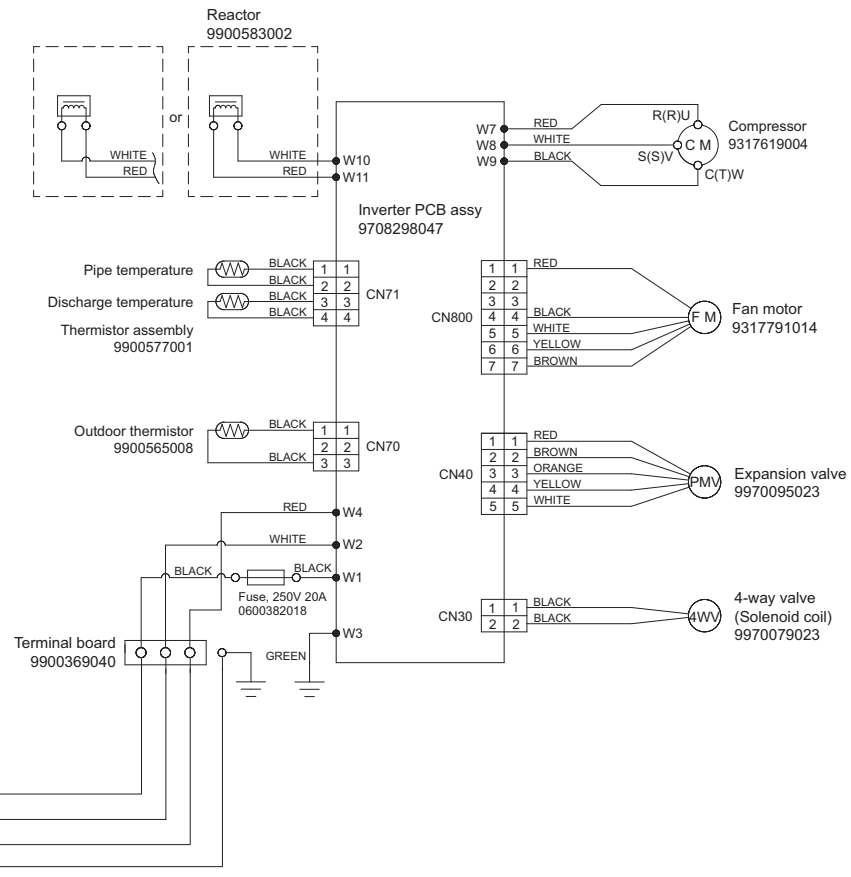 Reactor
9900583002
or
WHITE
RED
WHITE
RED
W10
W11
W7
W8
W9
RED
WHITE
BLACK
R(R)U
S(S)V
C(T)W
C M
Compressor
9317619004
Inverter PCB assy
9708298047
Pipe temperature
Discharge temperature
Thermistor assembly
9900577001
BLACK
BLACK
BLACK
BLACK
1 1
2 2
3 3
4 4
CN71
CN800
1 1
2 2
3 3
4 4
5 5
6 6
7 7
RED
BLACK
WHITE
YELLOW
BROWN
F M
Fan motor
9317791014
Outdoor thermistor
9900565008
BLACK
BLACK
1 1
2 2
3 3
CN70
CN40
1 1
2 2
3 3
4 4
5 5
RED
BROWN
ORANGE
YELLOW
WHITE
PMV
Expansion valve
9970095023
RED
W4
WHITE
W2
BLACK
BLACK
W1
Fuse, 250V 20A
0600382018
W3
GREEN
Terminal board
9900369040
CN30
1 1
2 2
BLACK
BLACK
4WV
4-way valve
(Solenoid coil)
9970079023